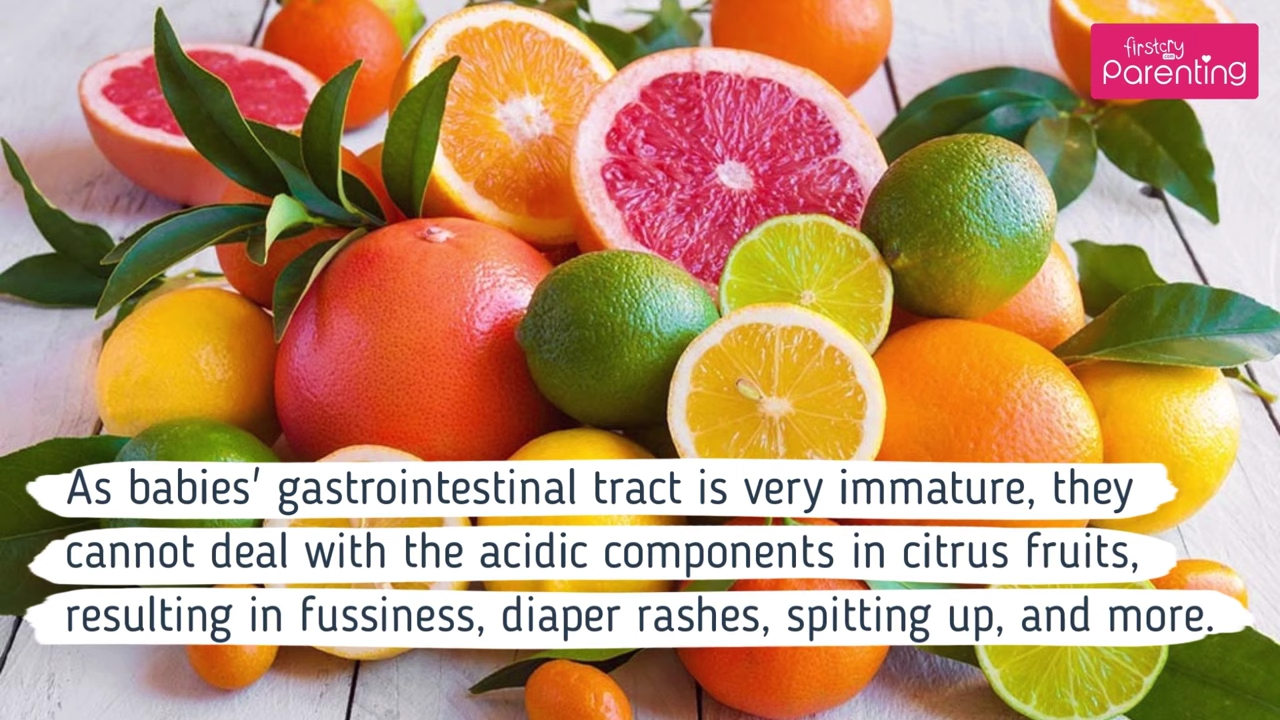 firstcry
.com
Parenting
As babies' gastrointestinal tract is very immature, they
cannot deal with the acidic components in citrus fruits,
resulting in fussiness, diaper rashes, spitting up, and more.